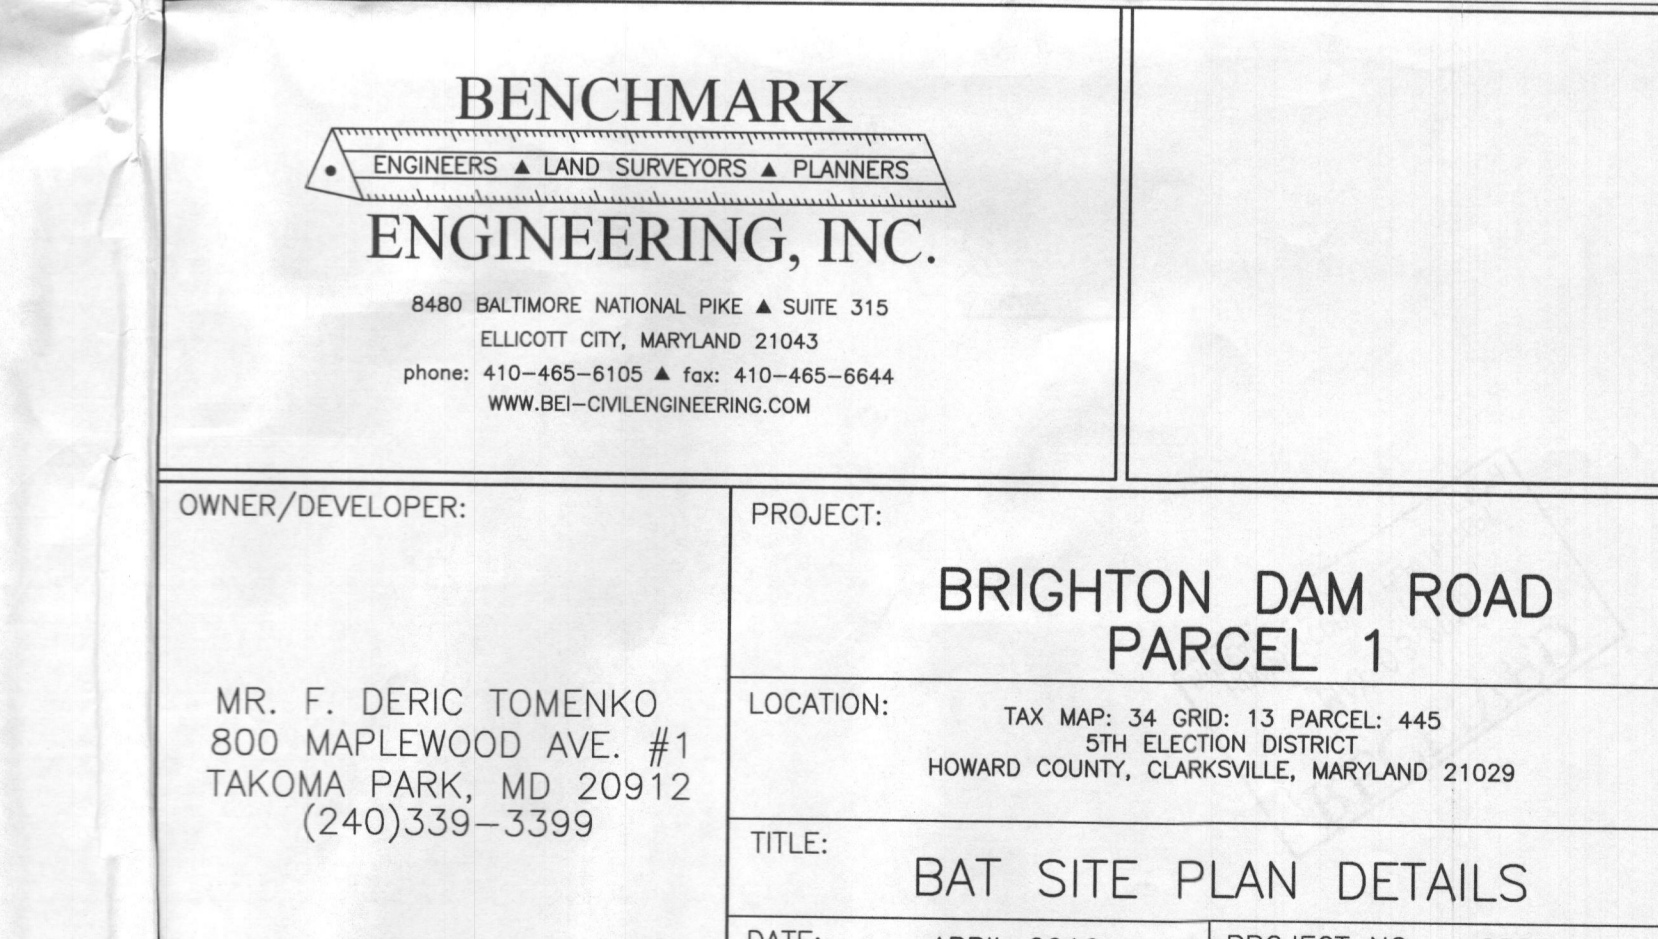 BENCHMARK
ENGINEERS ▲ LAND SURVEYORS ▲ PLANNERS
ENGINEERING, INC.
8480 BALTIMORE NATIONAL PIKE ▲ SUITE 315
ELLICOTT CITY, MARYLAND 21043
phone: 410-465-6105 ▲ fax: 410-465-6644
WWW.BEI-CIVILENGINEERING.COM
OWNER/DEVELOPER:
MR. F. DERIC TOMENKO
800 MAPLEWOOD AVE. #1
TAKOMA PARK, MD 20912
(240)339-3399
PROJECT:
BRIGHTON DAM ROAD
PARCEL 1
LOCATION:
TAX MAP: 34 GRID: 13 PARCEL: 445
5TH ELECTION DISTRICT
HOWARD COUNTY, CLARKSVILLE, MARYLAND 21029
TITLE:
BAT SITE PLAN DETAILS
DATE:
PROJECT NO.